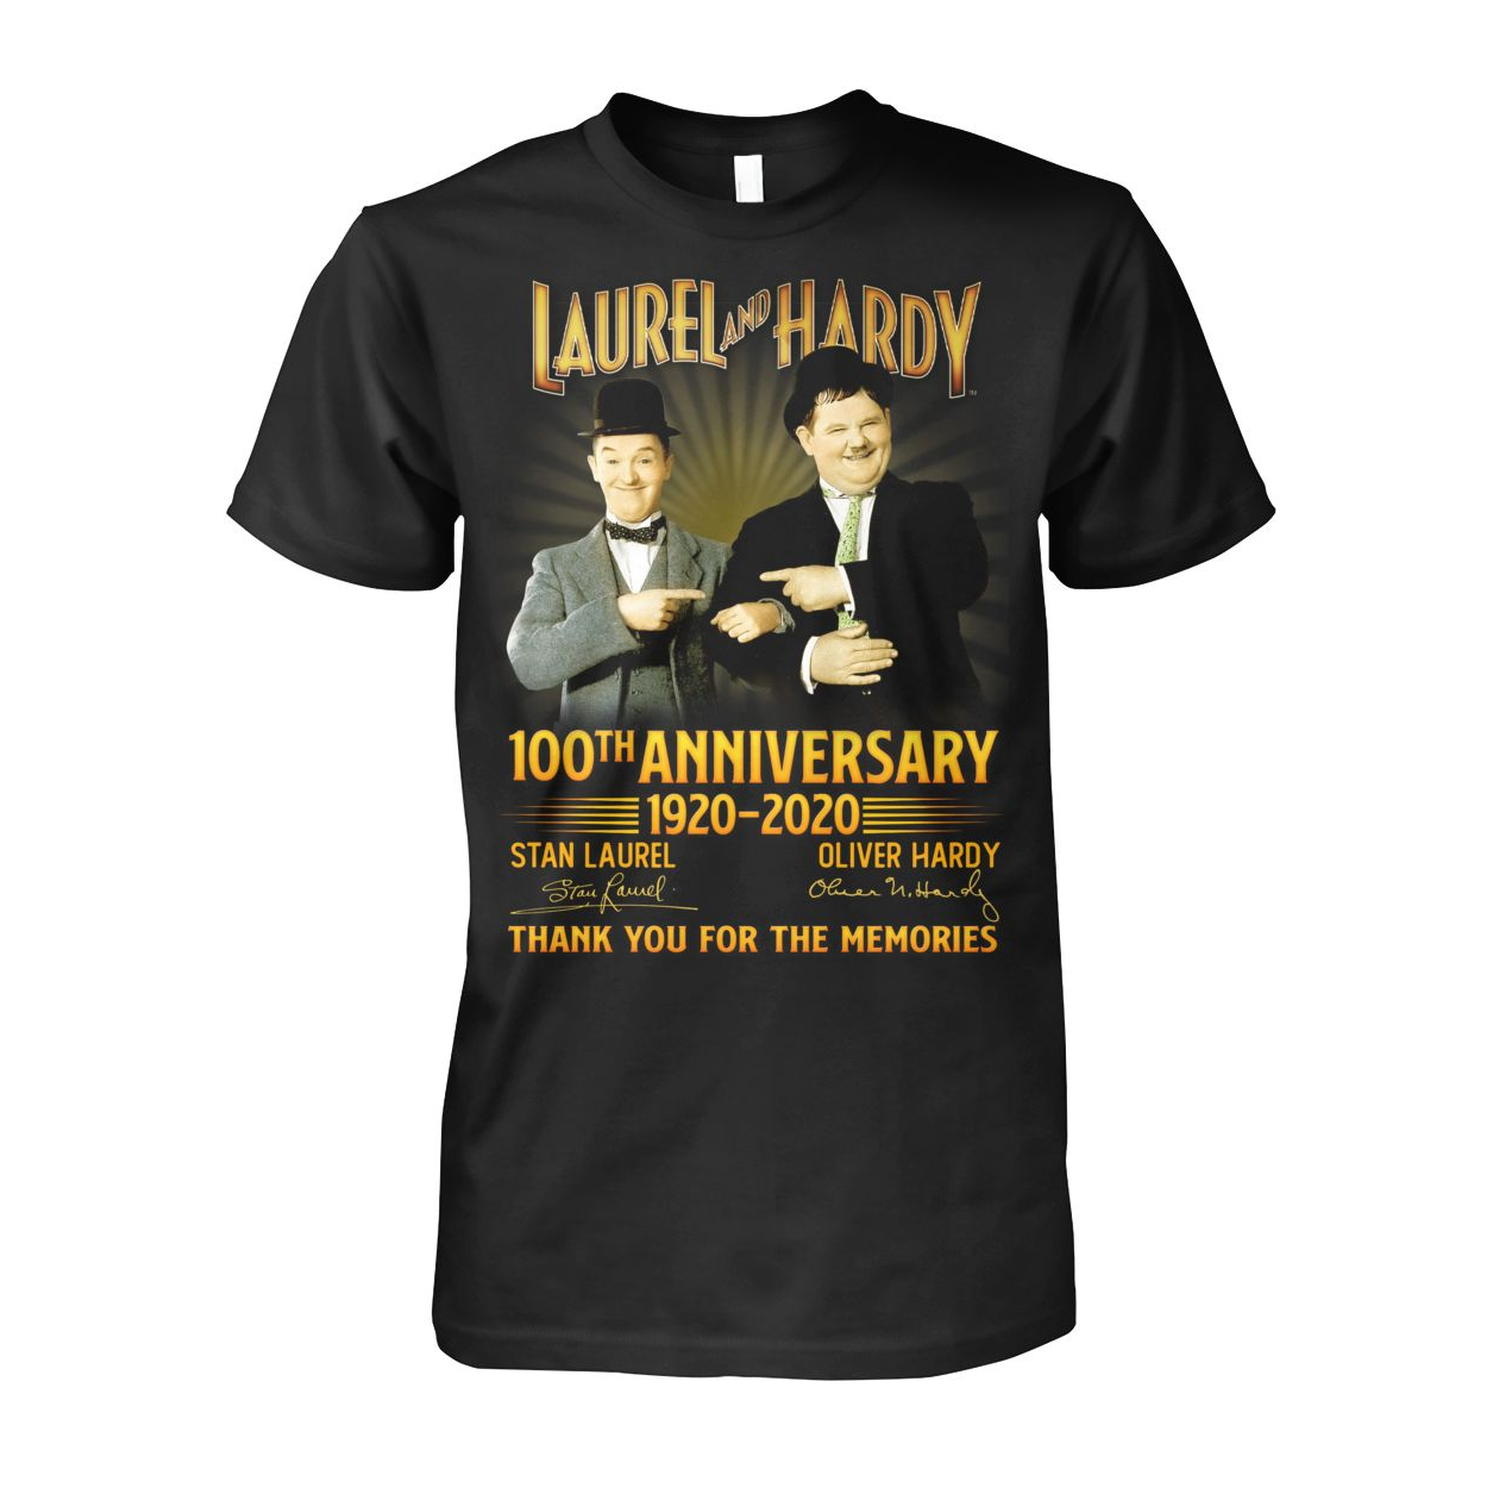 LAUREL AND HARDY
TM
100TH ANNIVERSARY
1920-2020
STAN LAUREL OLIVER HARDY
Stan Laurel. Oliver N. Hardy
THANK YOU FOR THE MEMORIES